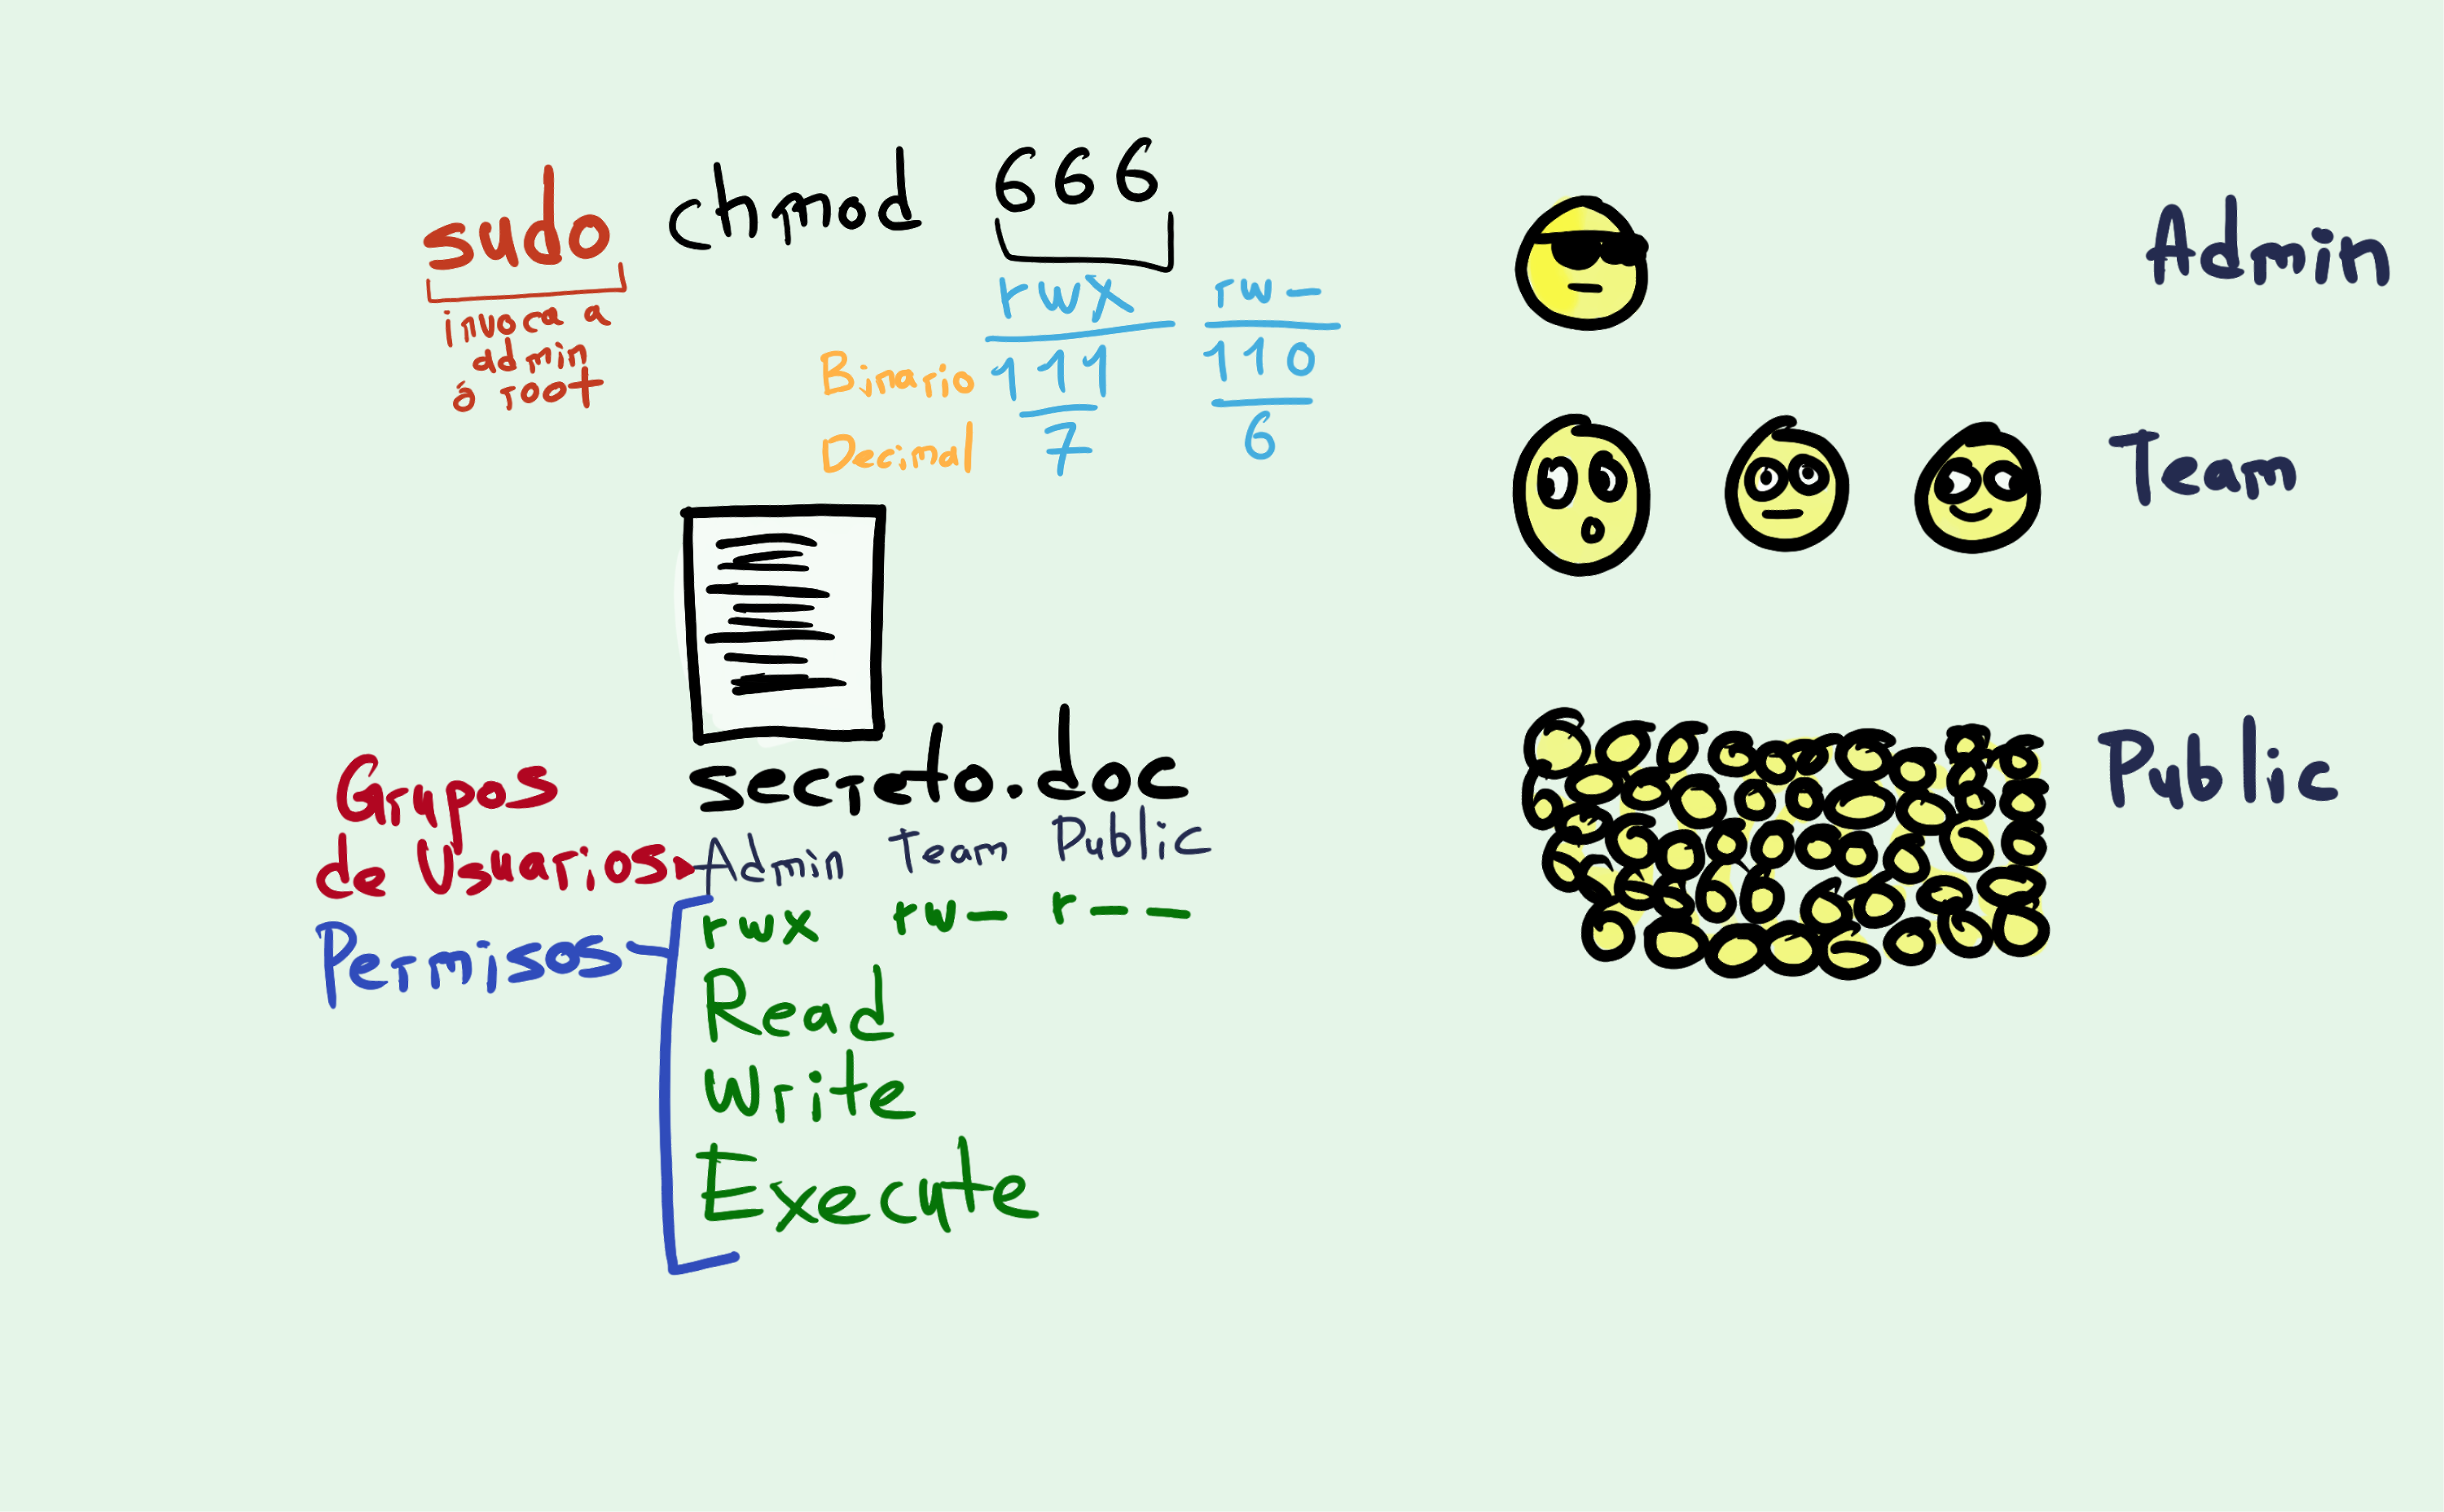 sudo chmod 666
invoca a
admin
ó root
rwx rw-
Binario 111 110
Decimal 7 6
secreto.doc
Grupos
de Usuarios
Admin Team Public
Permisos
rwx rw- r--
Read
Write
Execute
Admin
Team
Public